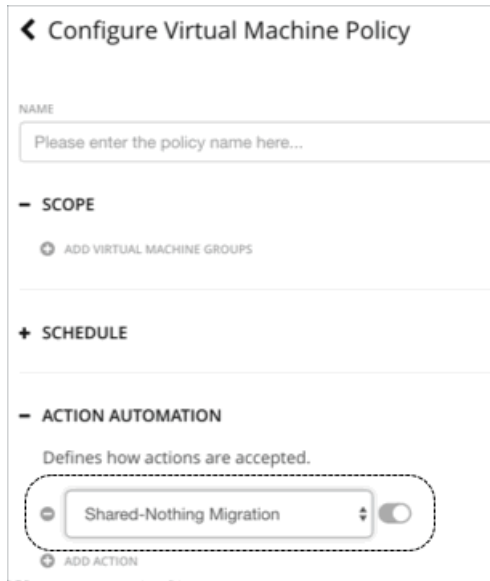 Configure Virtual Machine Policy
NAME
Please enter the policy name here...
SCOPE
ADD VIRTUAL MACHINE GROUPS
SCHEDULE
ACTION AUTOMATION
Defines how actions are accepted.
Shared-Nothing Migration
ADD ACTION